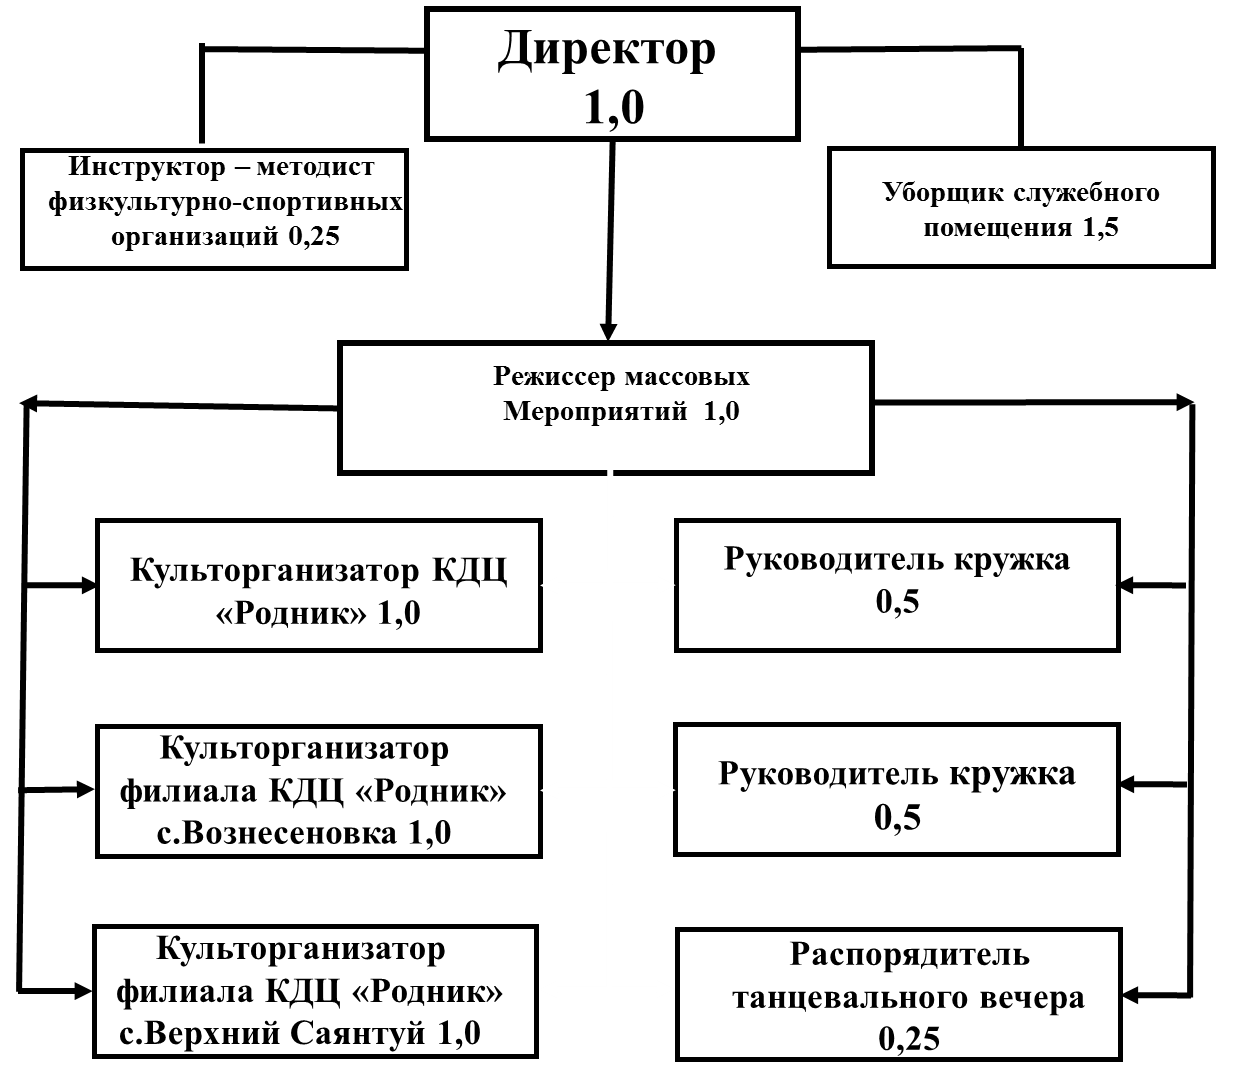 Директор
1,0
Инструктор – методист
физкультурно-спортивных
организаций 0,25
Уборщик служебного
помещения 1,5
Режиссер массовых
Мероприятий 1,0
Культорганизатор КДЦ
«Родник» 1,0
Руководитель кружка
0,5
Культорганизатор
филиала КДЦ «Родник»
с.Вознесеновка 1,0
Руководитель кружка
0,5
Культорганизатор
филиала КДЦ «Родник»
с.Верхний Саянтуй 1,0
Распорядитель
танцевального вечера
0,25